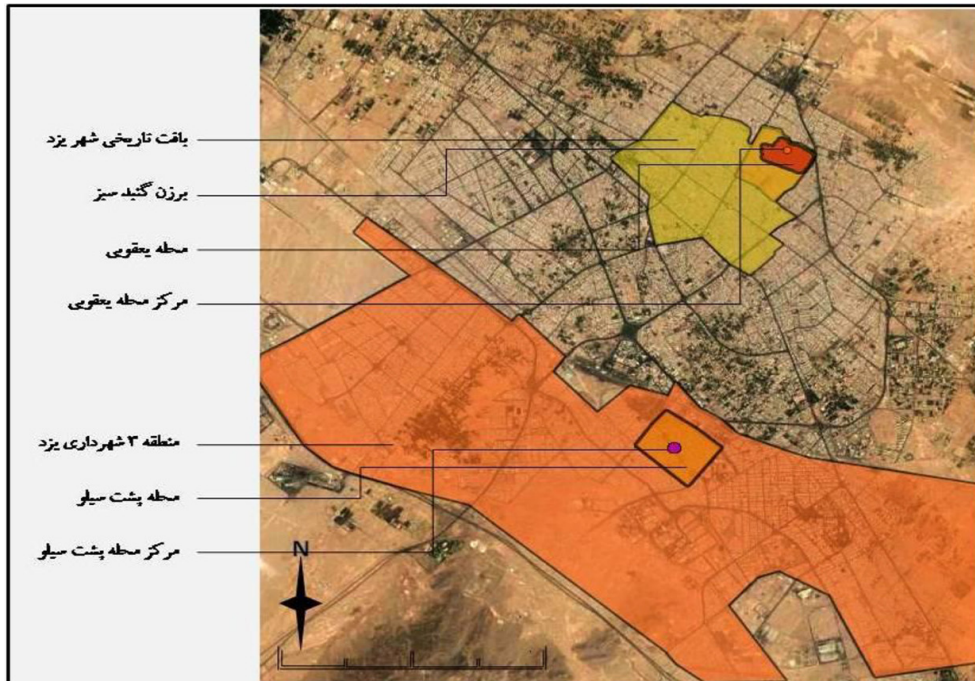 بافت تاریخی شهر یزد
برزن گنبد سبز
محله یعقوبی
مرکز محله یعقوبی
منطقه ۳ شهرداری یزد
محله پشت سیلو
مرکز محله پشت سیلو
N